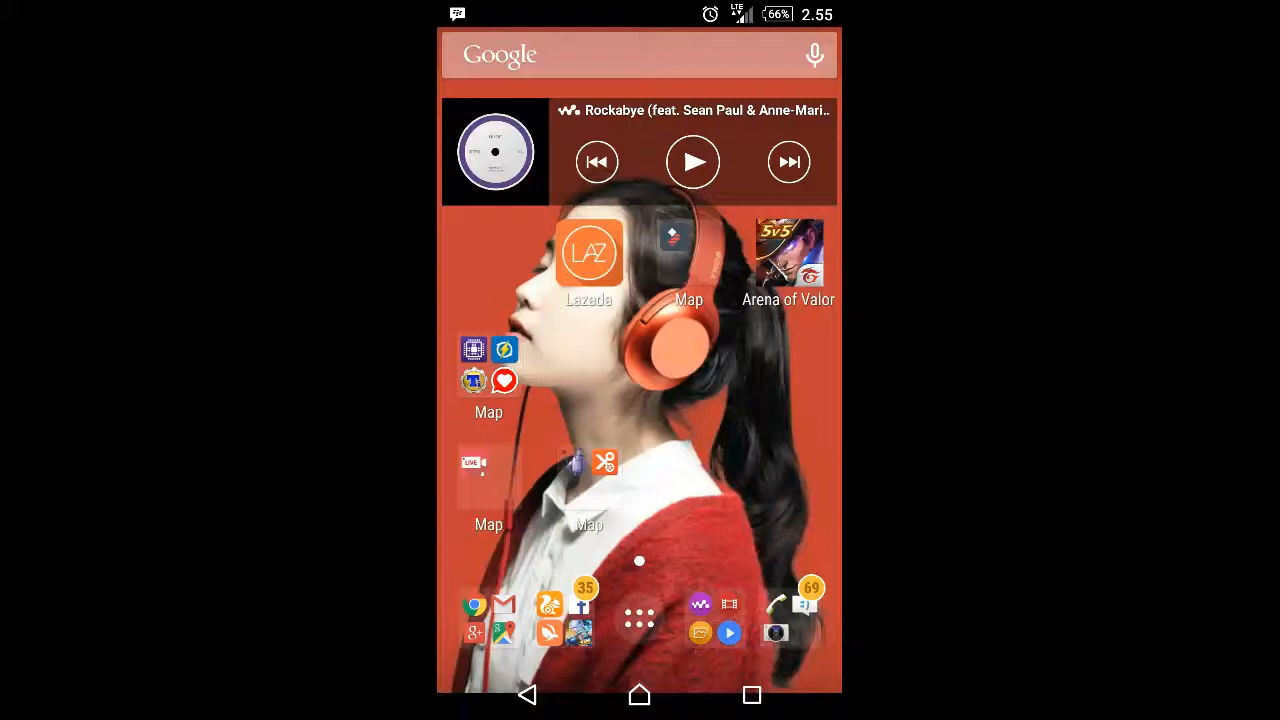 LTE 66% 2.55
Google
Rockabye (feat. Sean Paul & Anne-Mari..
LAZ
5v5
Lazada
Map
Arena of Valor
Map
LIVE
Map
Map
35
69